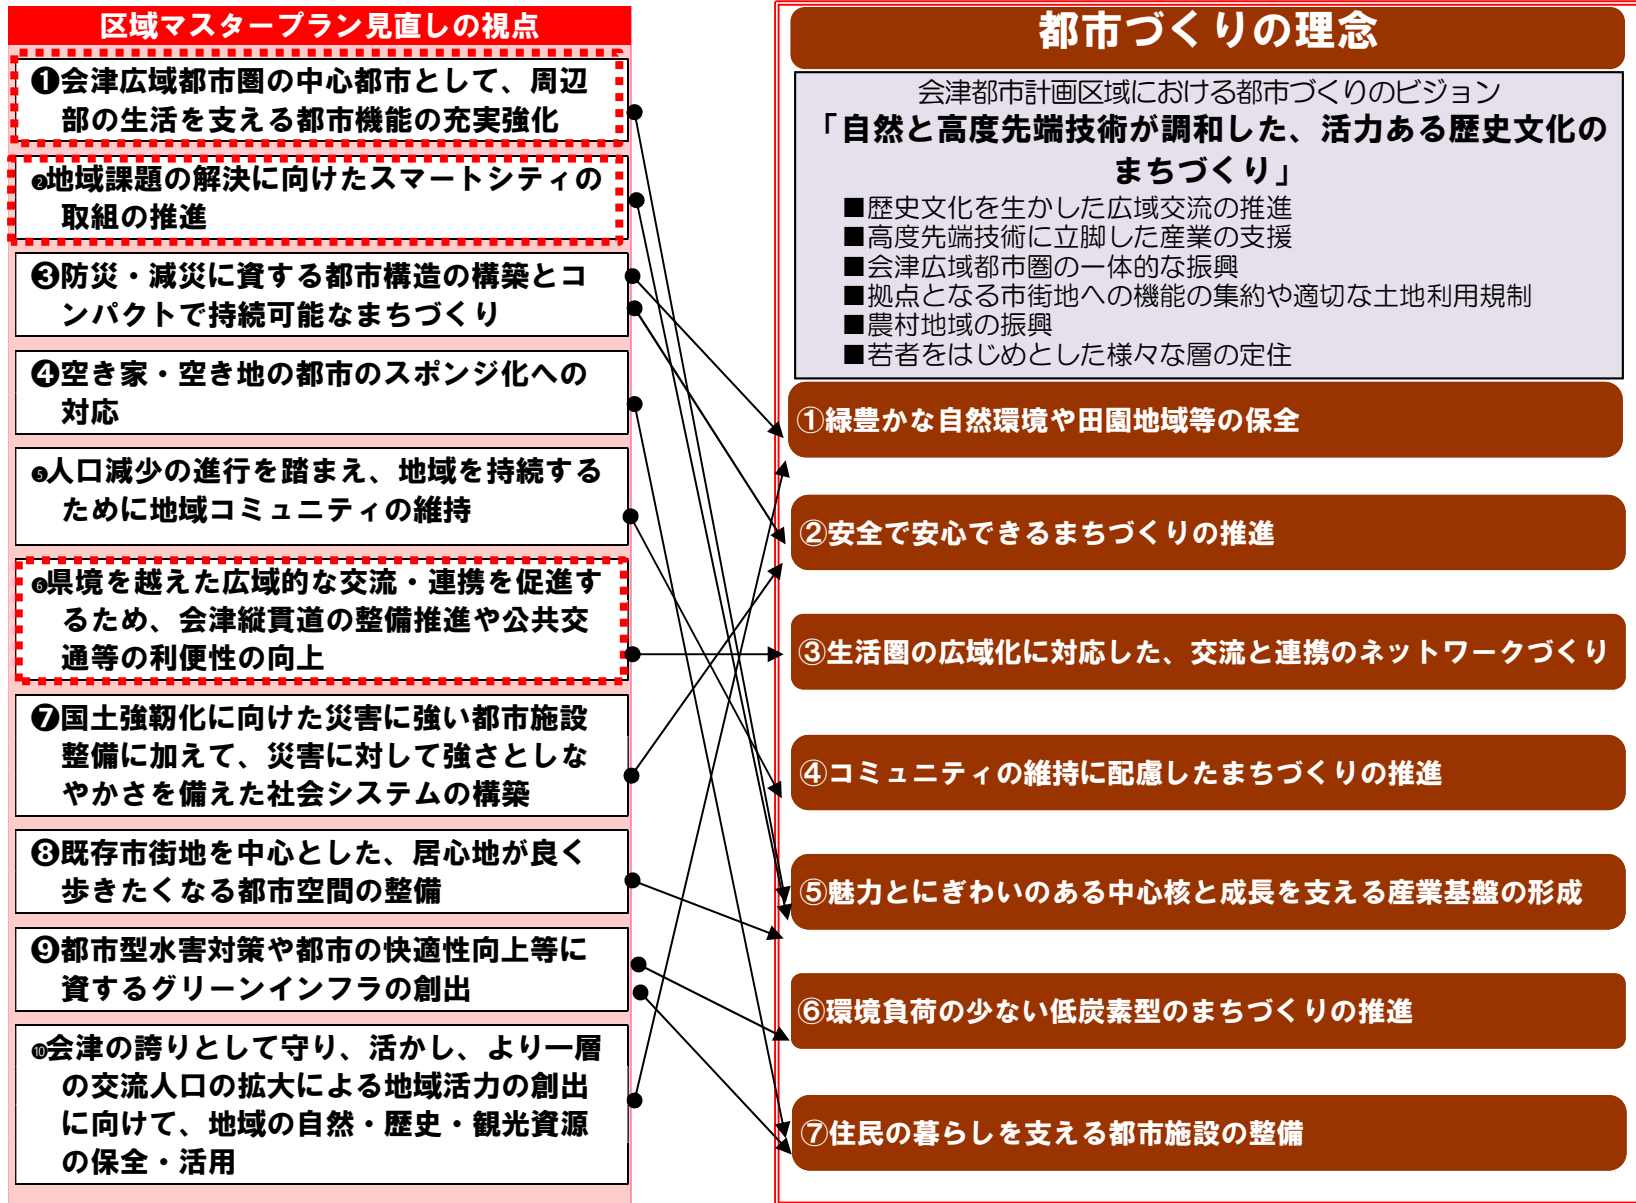 区域マスタープラン見直しの視点
❶会津広域都市圏の中心都市として、周辺
部の生活を支える都市機能の充実強化
❷地域課題の解決に向けたスマートシティの
取組の推進
❸防災・減災に資する都市構造の構築とコ
ンパクトで持続可能なまちづくり
❹空き家・空き地の都市のスポンジ化への
対応
❺人口減少の進行を踏まえ、地域を持続する
ために地域コミュニティの維持
❻県境を越えた広域的な交流・連携を促進す
るため、会津縦貫道の整備推進や公共交
通等の利便性の向上
❼国土強靭化に向けた災害に強い都市施設
整備に加えて、災害に対して強さとしな
やかさを備えた社会システムの構築
❽既存市街地を中心とした、居心地が良く
歩きたくなる都市空間の整備
❾都市型水害対策や都市の快適性向上等に
資するグリーンインフラの創出
❿会津の誇りとして守り、活かし、より一層
の交流人口の拡大による地域活力の創出
に向けて、地域の自然・歴史・観光資源
の保全・活用
都市づくりの理念
会津都市計画区域における都市づくりのビジョン
「自然と高度先端技術が調和した、活力ある歴史文化の
まちづくり」
■歴史文化を生かした広域交流の推進
■高度先端技術に立脚した産業の支援
■会津広域都市圏の一体的な振興
■拠点となる市街地への機能の集約や適切な土地利用規制
■農村地域の振興
■若者をはじめとした様々な層の定住
①緑豊かな自然環境や田園地域等の保全
②安全で安心できるまちづくりの推進
③生活圏の広域化に対応した、交流と連携のネットワークづくり
④コミュニティの維持に配慮したまちづくりの推進
⑤魅力とにぎわいのある中心核と成長を支える産業基盤の形成
⑥環境負荷の少ない低炭素型のまちづくりの推進
⑦住民の暮らしを支える都市施設の整備